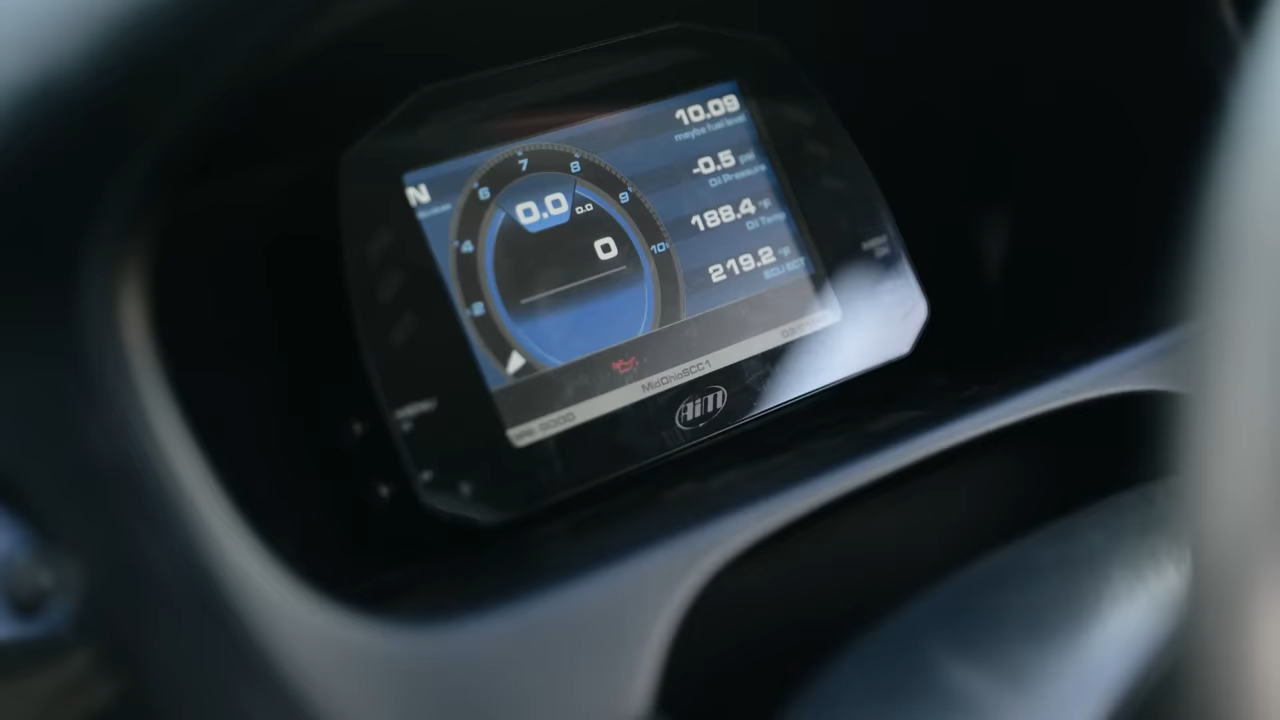 10.09
maybe fuel level
N
-0.5 psi
Oil Pressure
188.4 °F
Oil Temp
219.2 °F
ECU ECT
2
4
6
7
8
9
10
0.0
0.0
0
MidOhioSCC1
AiM